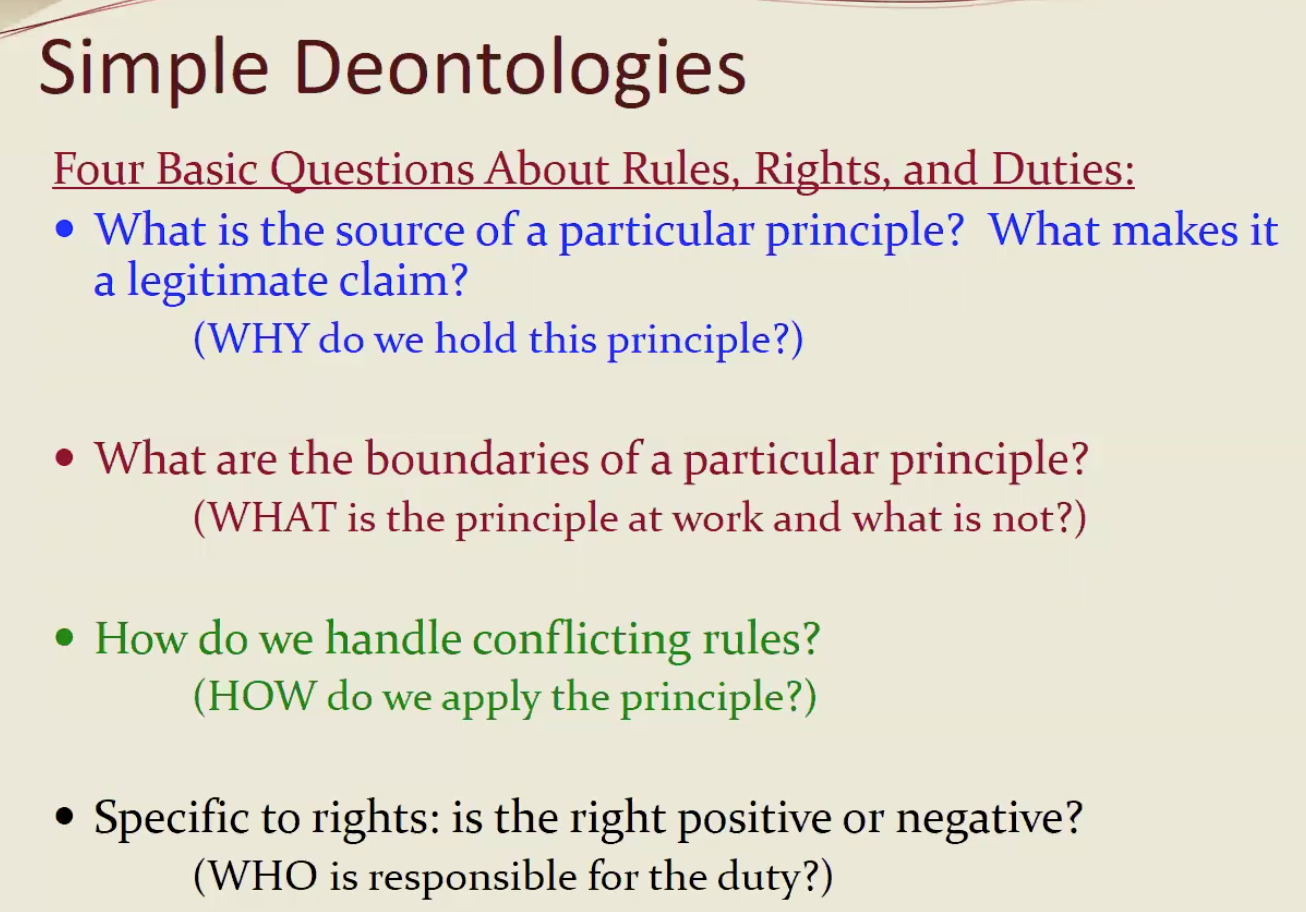 Simple Deontologies
Four Basic Questions About Rules, Rights, and Duties:
• What is the source of a particular principle?  What makes it
a legitimate claim?
(WHY do we hold this principle?)
• What are the boundaries of a particular principle?
(WHAT is the principle at work and what is not?)
• How do we handle conflicting rules?
(HOW do we apply the principle?)
• Specific to rights: is the right positive or negative?
(WHO is responsible for the duty?)